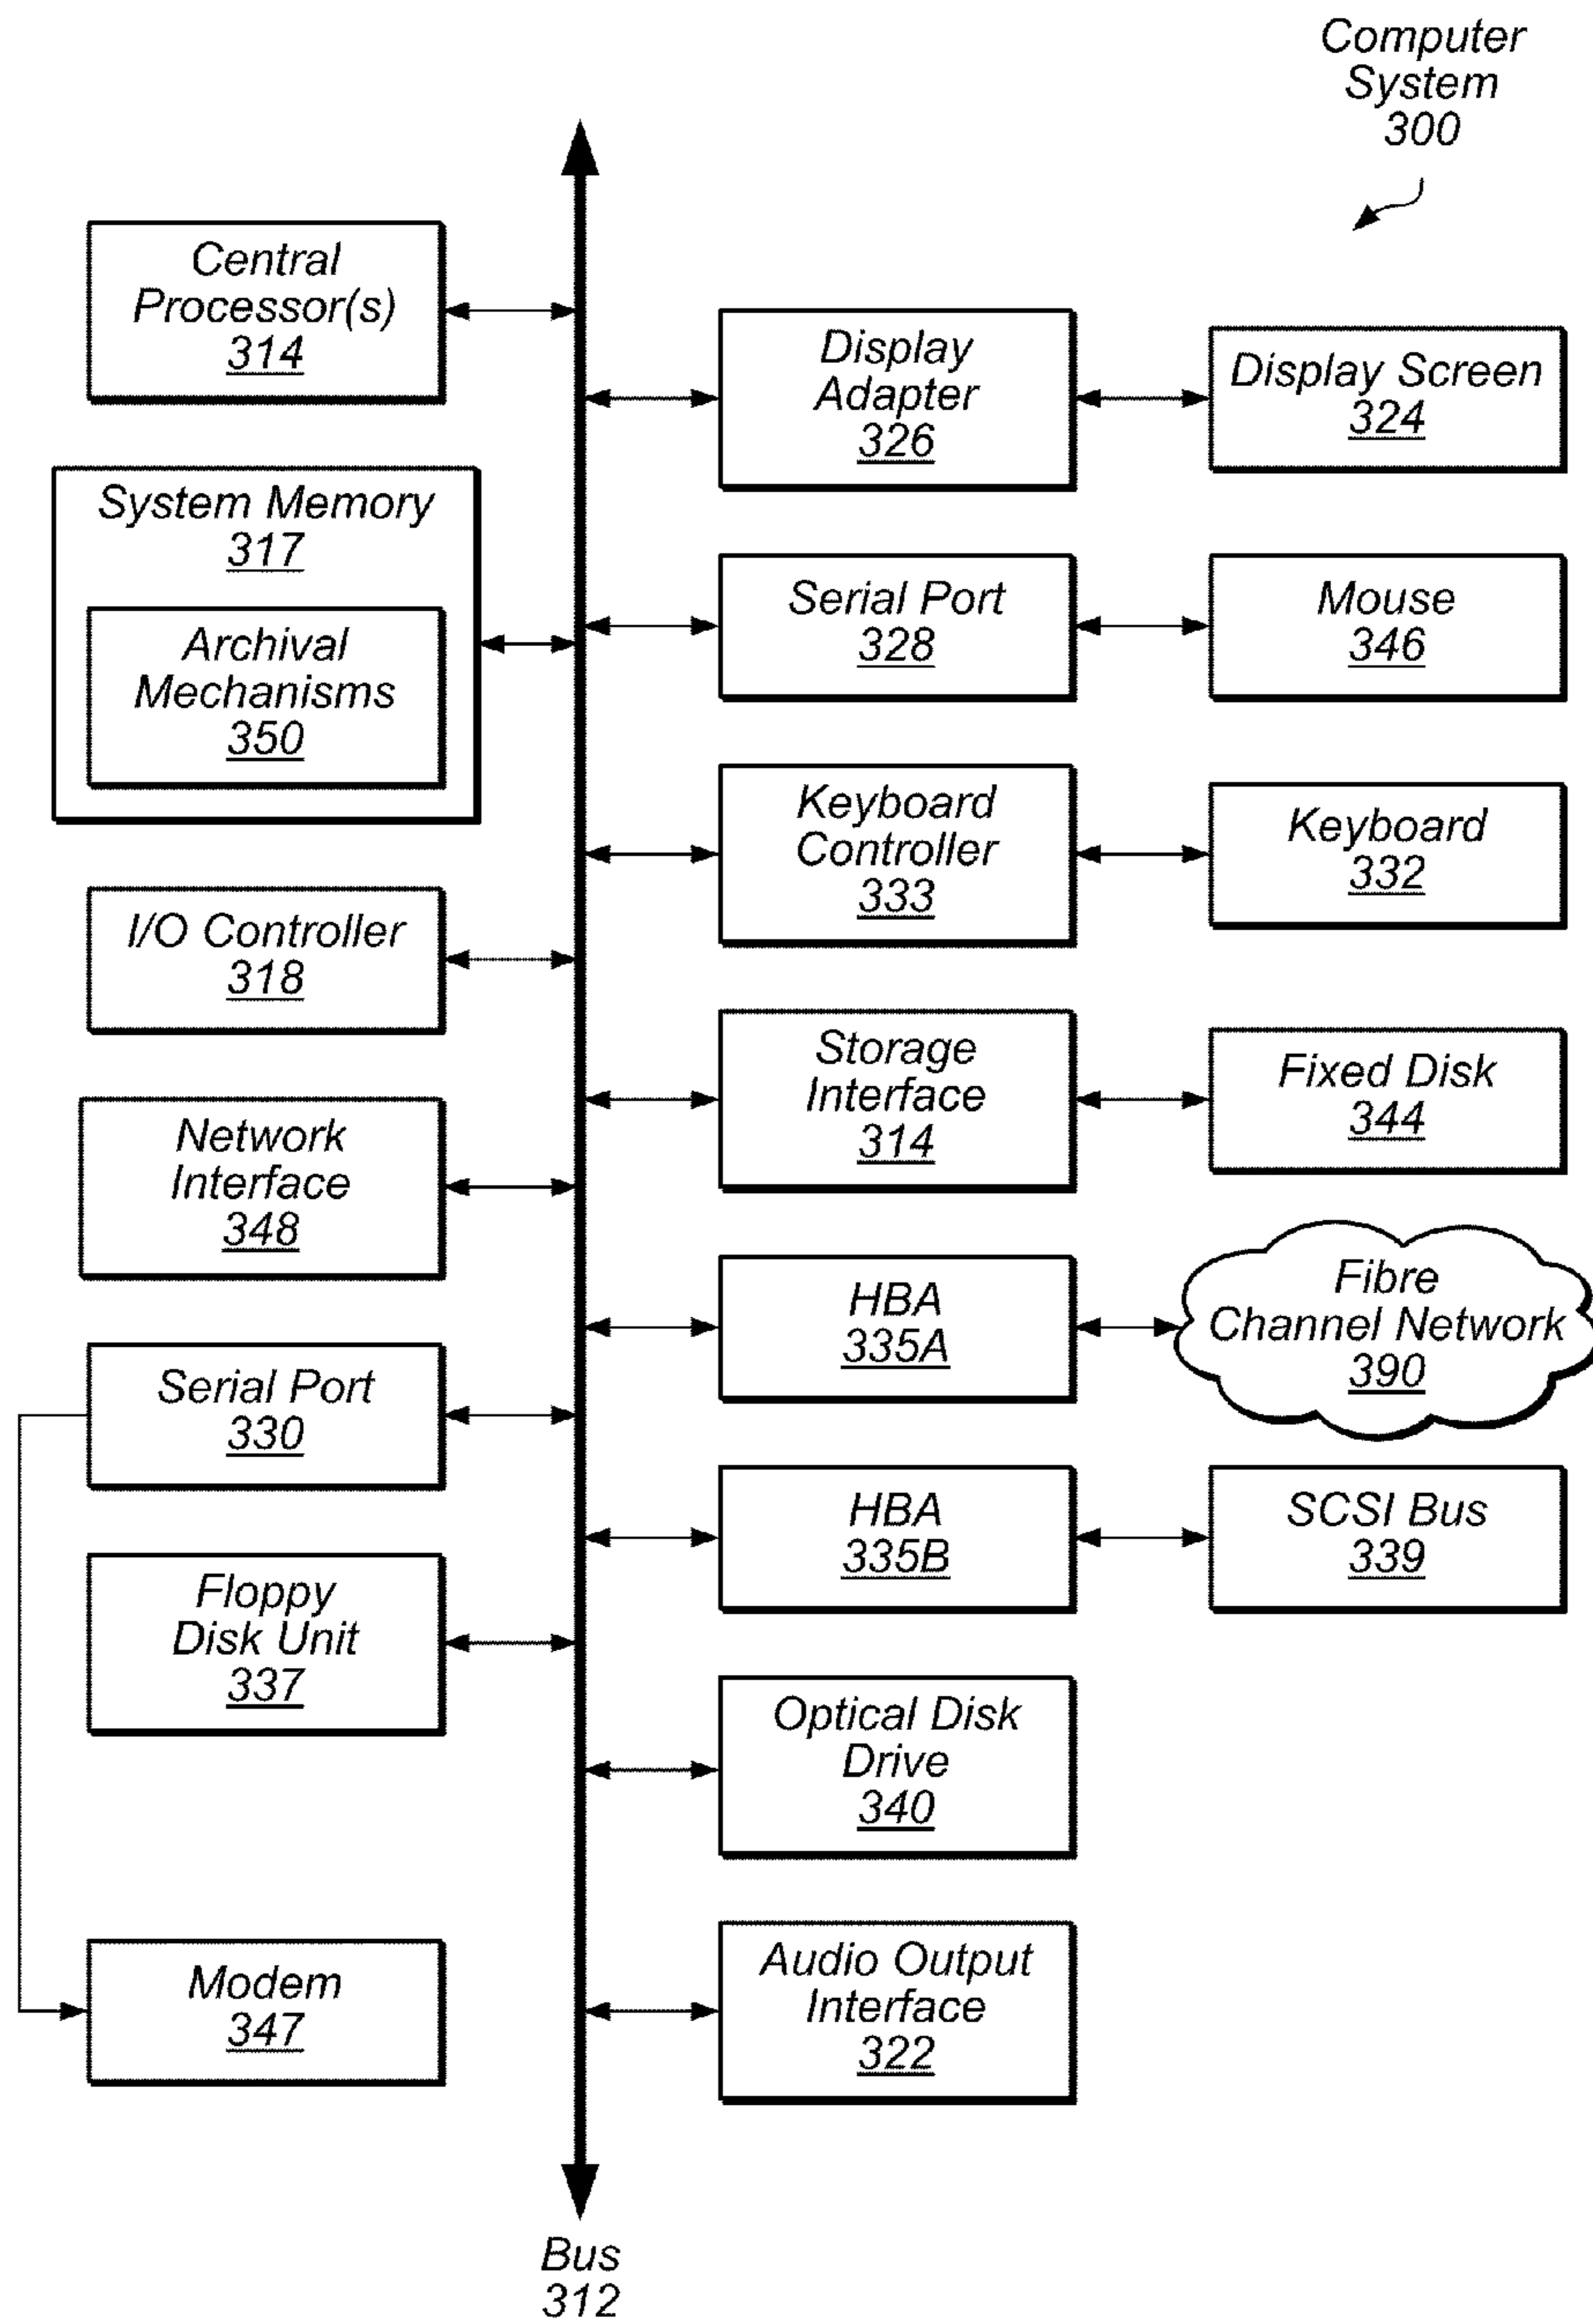 Computer
System
300
Central
Processor(s)
314
System Memory
317
Archival
Mechanisms
350
I/O Controller
318
Network
Interface
348
Serial Port
330
Floppy
Disk Unit
337
Modem
347
Display
Adapter
326
Display Screen
324
Serial Port
328
Mouse
346
Keyboard
Controller
333
Keyboard
332
Storage
Interface
314
Fixed Disk
344
HBA
335A
Fibre
Channel Network
390
HBA
335B
SCSI Bus
339
Optical Disk
Drive
340
Audio Output
Interface
322
Bus
312